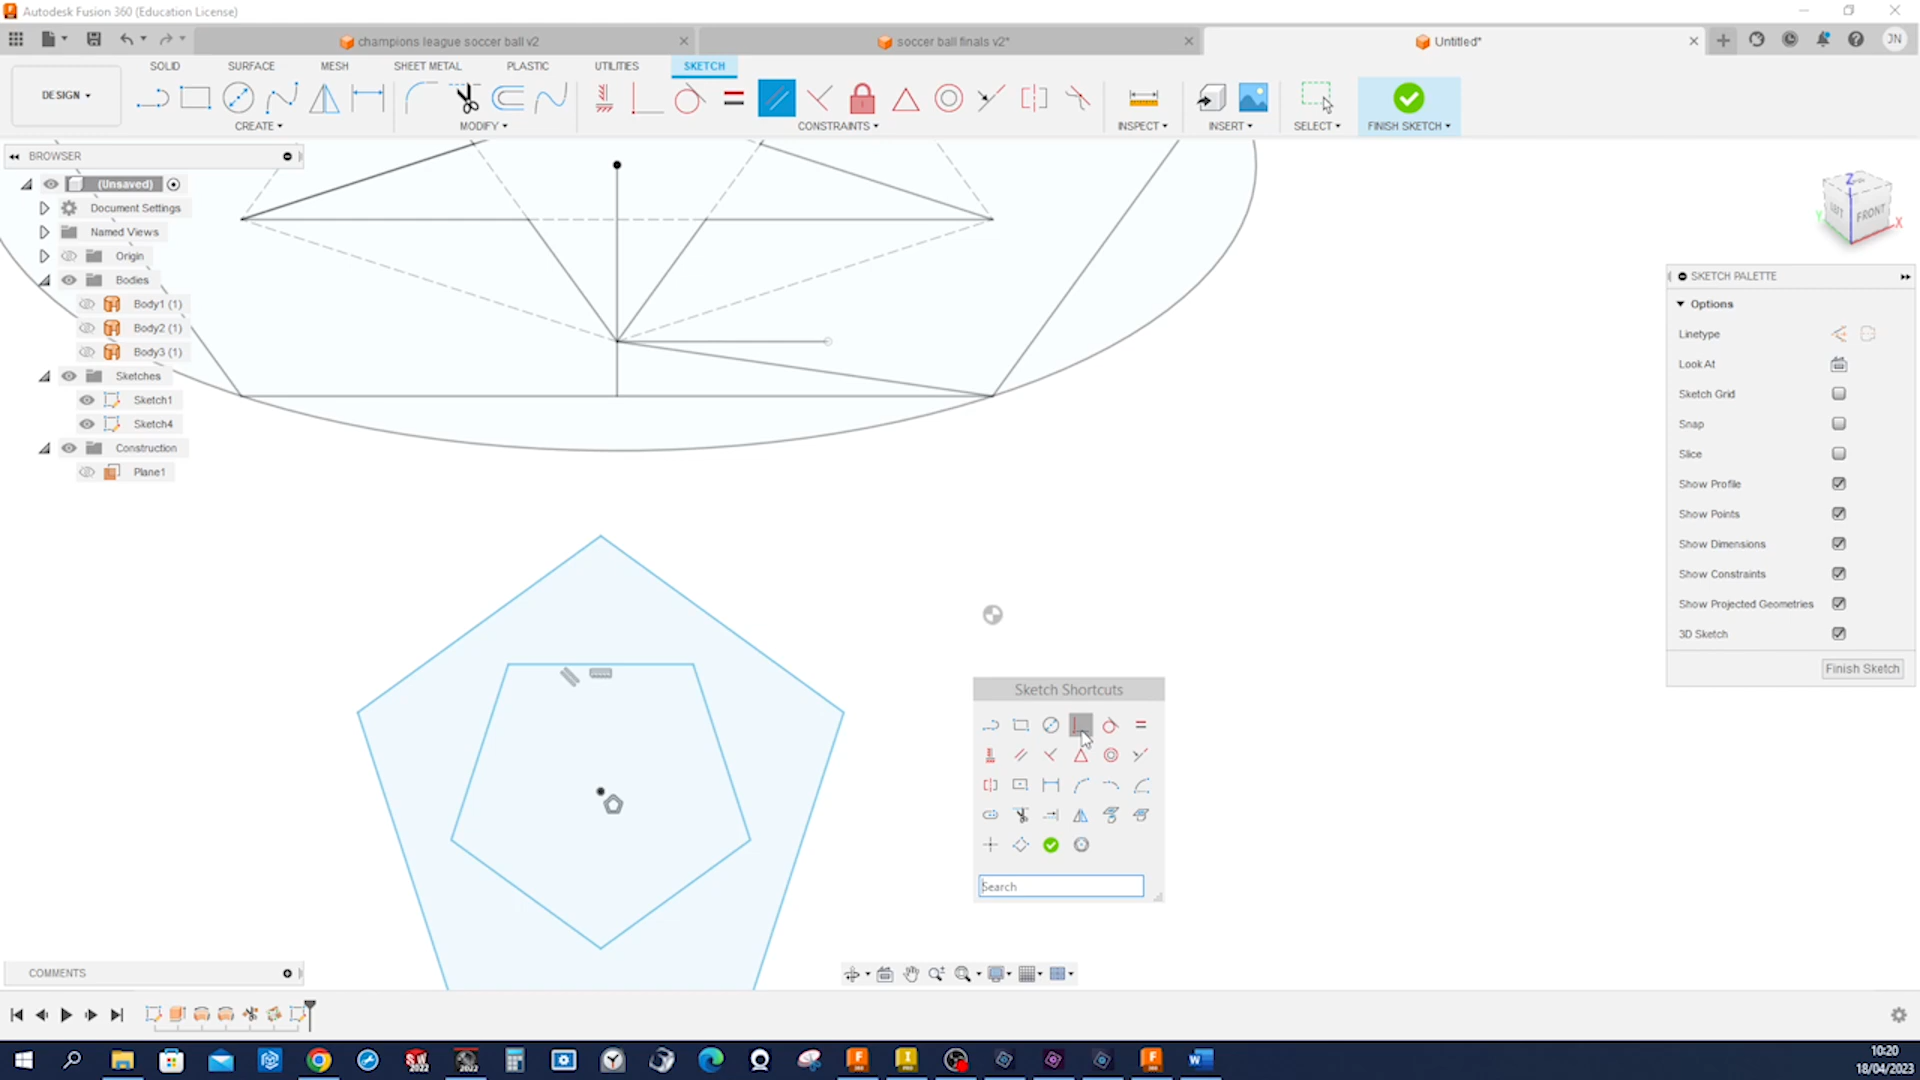 Autodesk Fusion 360 (Education License)
champions league soccer ball v2
soccer ball finals v2*
Untitled*
JN
DESIGN
SOLID
SURFACE
MESH
SHEET METAL
PLASTIC
UTILITIES
SKETCH
CREATE
MODIFY
CONSTRAINTS
INSPECT
INSERT
SELECT
FINISH SKETCH
BROWSER
(Unsaved)
Document Settings
Named Views
Origin
Bodies
Body1 (1)
Body2 (1)
Body3 (1)
Sketches
Sketch1
Sketch4
Construction
Plane1
Z
LEFT
FRONT
X
Y
SKETCH PALETTE
Options
Linetype
Look At
Sketch Grid
Snap
Slice
Show Profile
Show Points
Show Dimensions
Show Constraints
Show Projected Geometries
3D Sketch
Finish Sketch
Sketch Shortcuts
Search
COMMENTS
10:20
18/04/2023